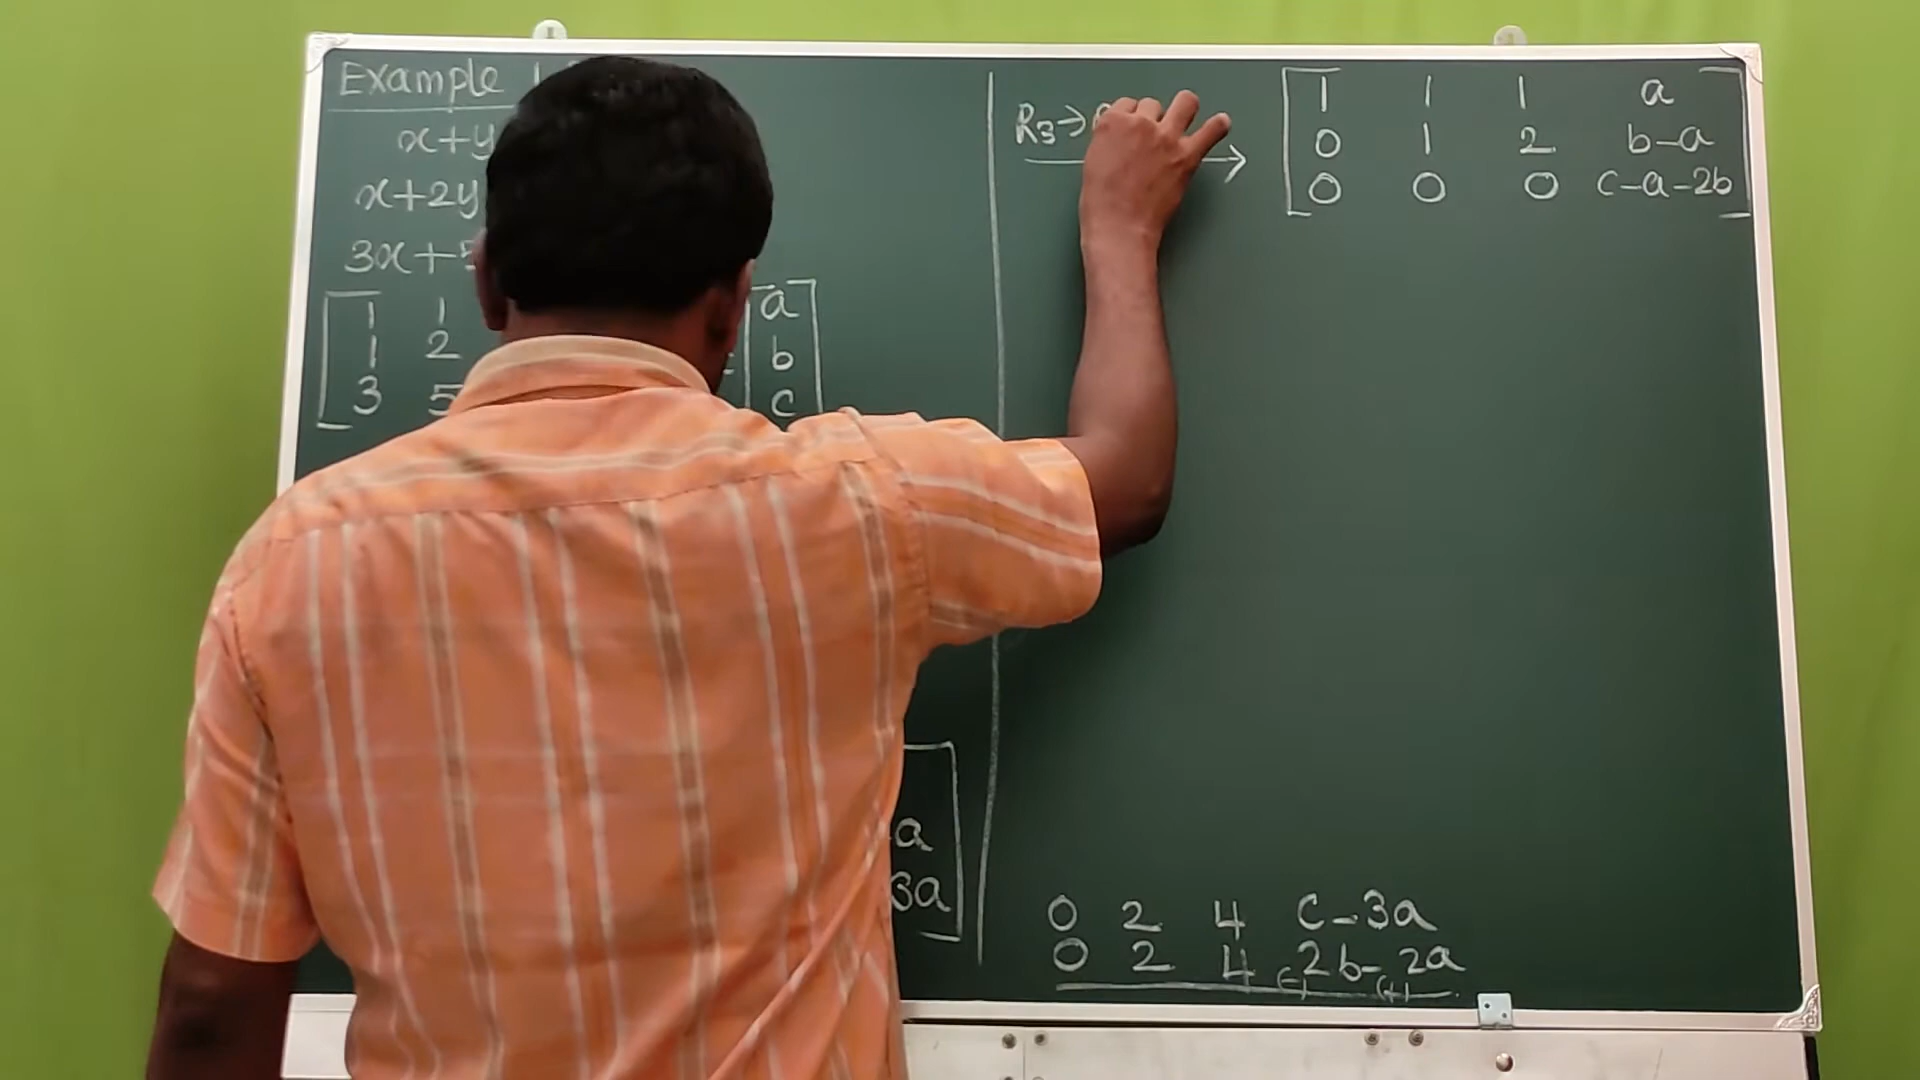 Example 1
x+y
x+2y
3x+5
1 1 a
1 2 b
3 5 c
a
3a
R3→
1 1 1 a
0 1 2 b-a
0 0 0 c-a-2b
0 2 4 c-3a
0 2 4 2b-2a
(-) (+)